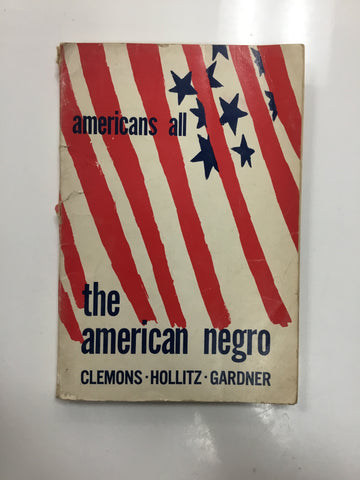 americans all
the
american negro
CLEMONS · HOLLITZ · GARDNER